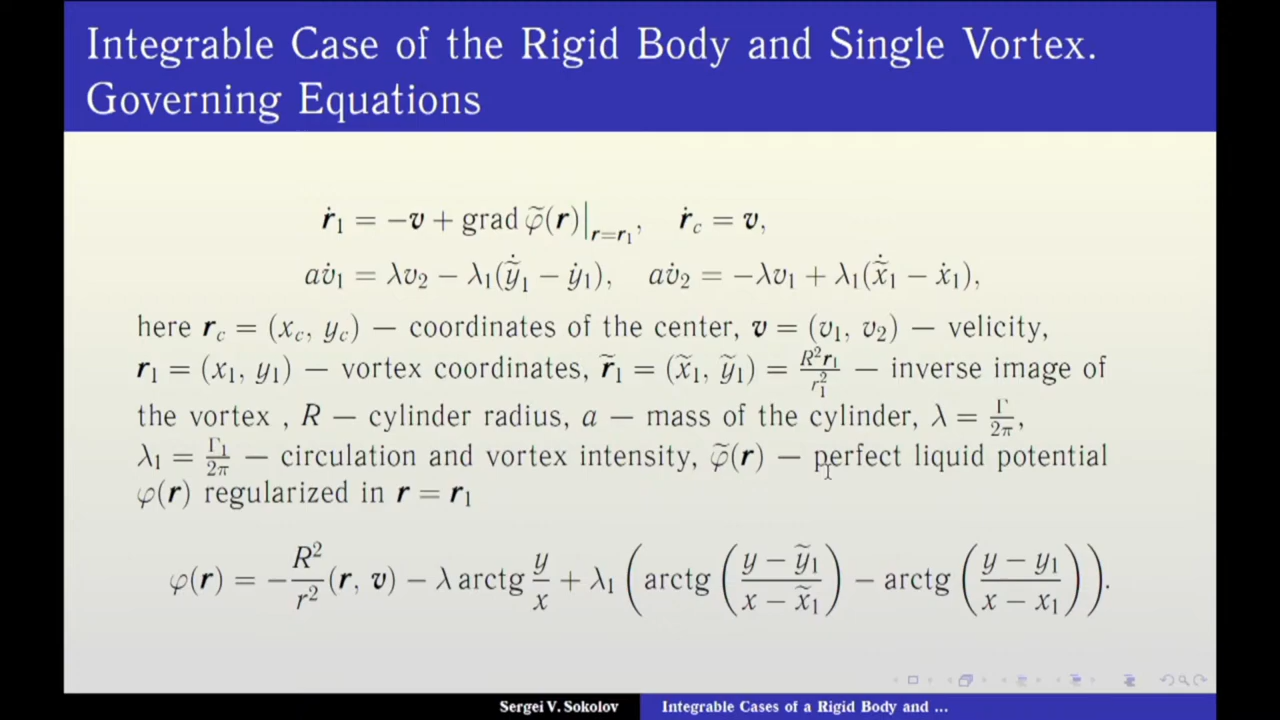 Integrable Case of the Rigid Body and Single Vortex.
Governing Equations
ṙ₁ = −v + grad φ̃(r)|ᵣ₌ᵣ₁, ṙ_c = v,
av̇₁ = λv₂ − λ₁(ỹ̇₁ − ẏ₁), av̇₂ = −λv₁ + λ₁(x̃̇₁ − ẋ₁),
here r_c = (x_c, y_c) — coordinates of the center, v = (v₁, v₂) — velicity,
r₁ = (x₁, y₁) — vortex coordinates, r̃₁ = (x̃₁, ỹ₁) = R²r₁/r₁² — inverse image of
the vortex , R — cylinder radius, a — mass of the cylinder, λ = Γ/2π,
λ₁ = Γ₁/2π — circulation and vortex intensity, φ̃(r) — perfect liquid potential
φ(r) regularized in r = r₁
φ(r) = −R²/r² (r, v) − λ arctg y/x + λ₁ (arctg ((y − ỹ₁)/(x − x̃₁)) − arctg ((y − y₁)/(x − x₁))).
Sergei V. Sokolov Integrable Cases of a Rigid Body and ...